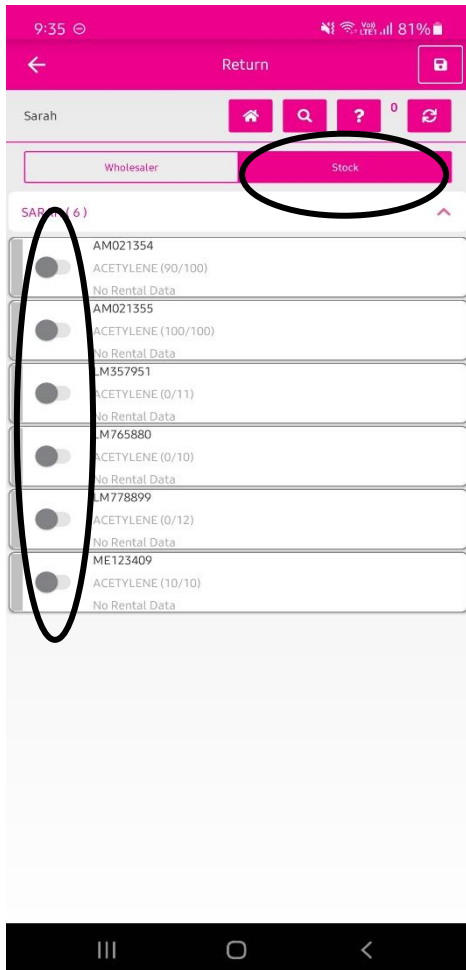 9:35
81%
Return
Sarah
?
0
Wholesaler
Stock
( 6 )
AM021354
ACETYLENE (90/100)
No Rental Data
AM021355
ACETYLENE (100/100)
No Rental Data
LM357951
ACETYLENE (0/11)
No Rental Data
LM765880
ACETYLENE (0/10)
No Rental Data
LM778899
ACETYLENE (0/12)
No Rental Data
ME123409
ACETYLENE (10/10)
No Rental Data